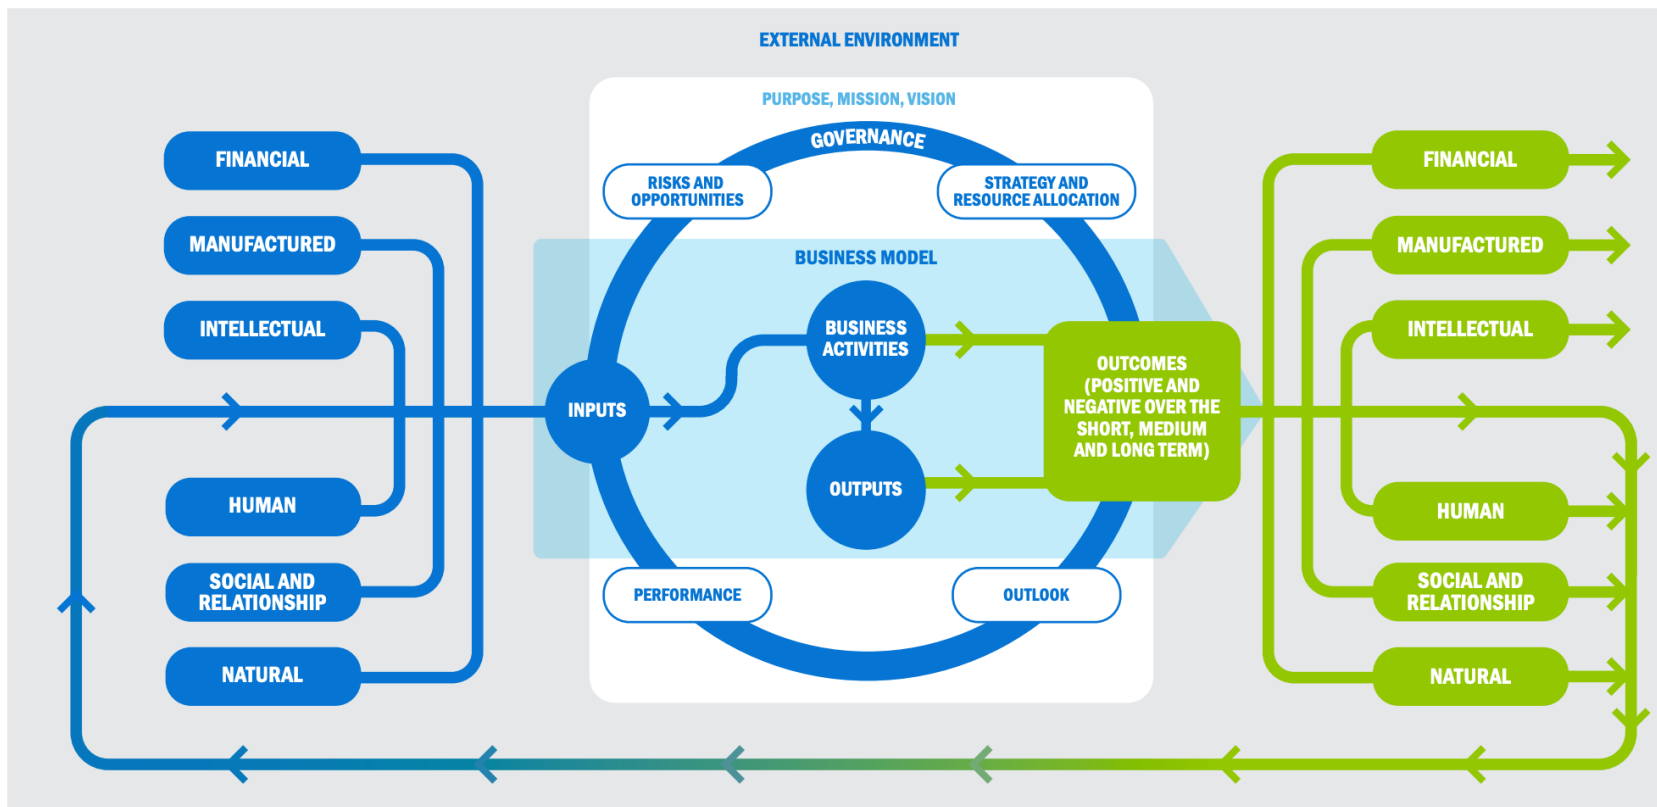 EXTERNAL ENVIRONMENT
PURPOSE, MISSION, VISION
GOVERNANCE
RISKS AND
OPPORTUNITIES
STRATEGY AND
RESOURCE ALLOCATION
FINANCIAL
MANUFACTURED
INTELLECTUAL
HUMAN
SOCIAL AND
RELATIONSHIP
NATURAL
BUSINESS MODEL
INPUTS
BUSINESS
ACTIVITIES
OUTPUTS
OUTCOMES
(POSITIVE AND
NEGATIVE OVER THE
SHORT, MEDIUM
AND LONG TERM)
PERFORMANCE
OUTLOOK
FINANCIAL
MANUFACTURED
INTELLECTUAL
HUMAN
SOCIAL AND
RELATIONSHIP
NATURAL